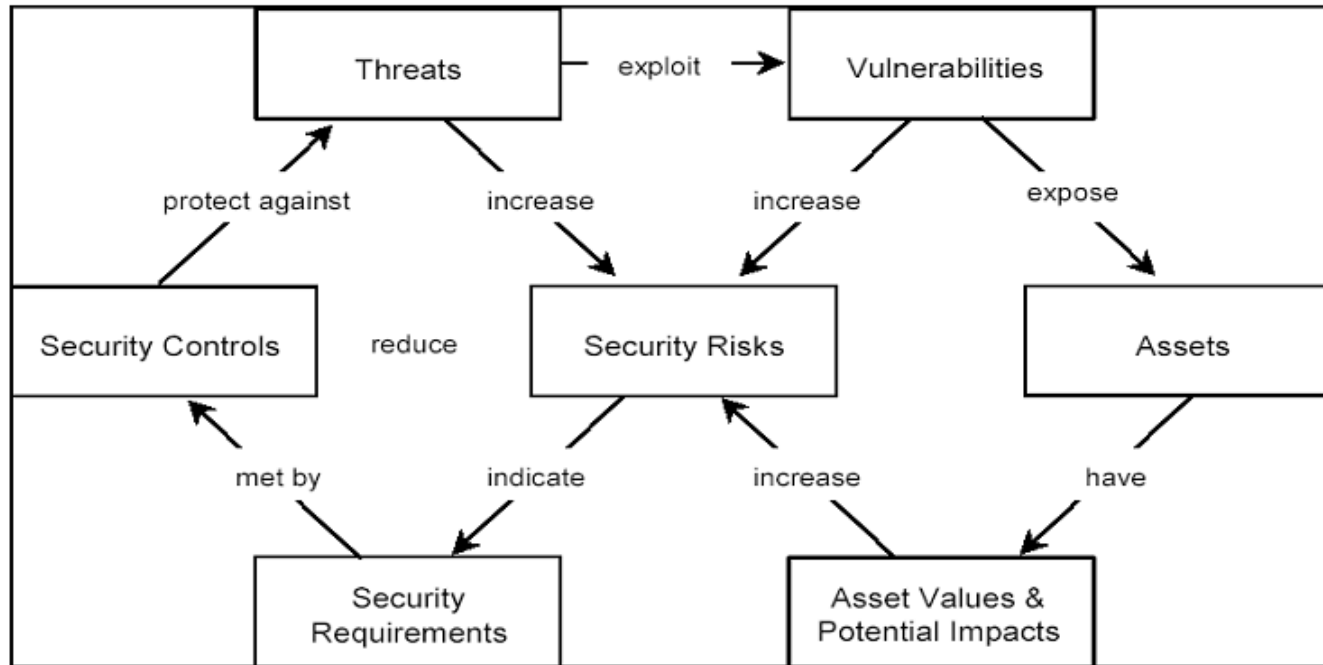 Threats
exploit
Vulnerabilities
protect against
increase
increase
expose
Security Controls
reduce
Security Risks
Assets
met by
indicate
increase
have
Security
Requirements
Asset Values &
Potential Impacts